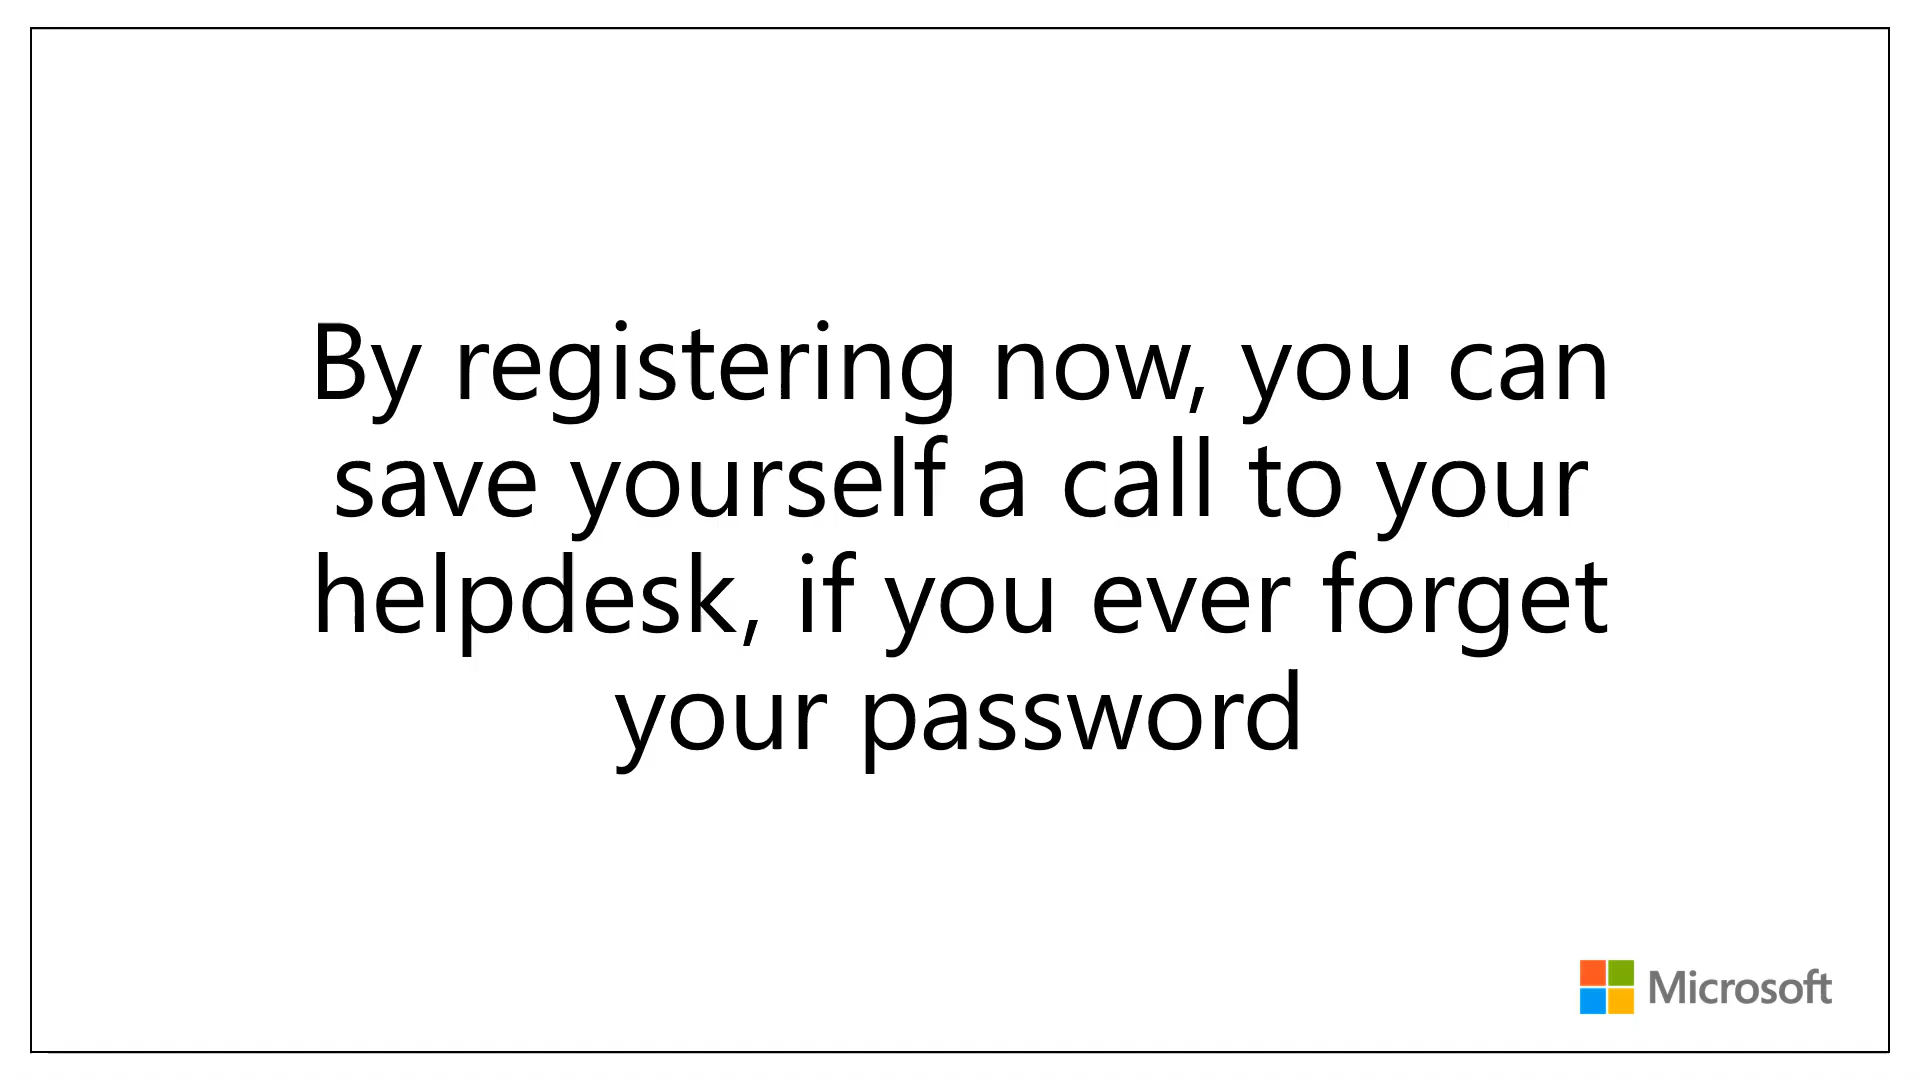 By registering now, you can
save yourself a call to your
helpdesk, if you ever forget
your password
Microsoft